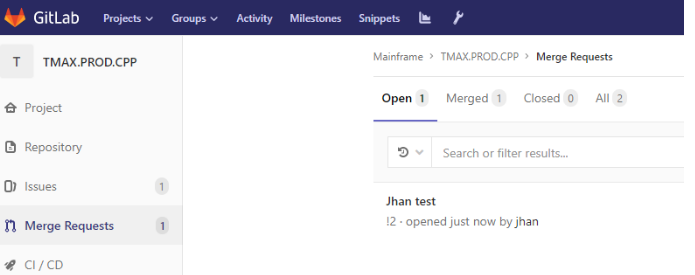 GitLab Projects Groups Activity Milestones Snippets
T TMAX.PROD.CPP
Mainframe > TMAX.PROD.CPP > Merge Requests
Open 1 Merged 1 Closed 0 All 2
Project
Repository
Search or filter results...
Issues 1
Jhan test
Merge Requests 1
!2 · opened just now by jhan
CI / CD